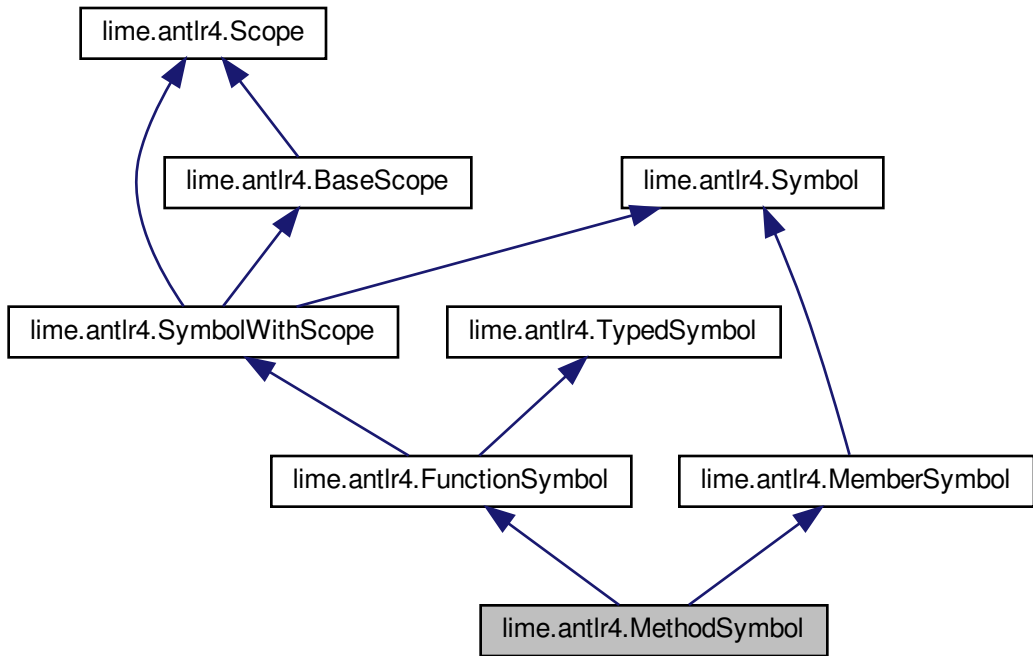 lime.antlr4.Scope
lime.antlr4.BaseScope
lime.antlr4.Symbol
lime.antlr4.SymbolWithScope
lime.antlr4.TypedSymbol
lime.antlr4.FunctionSymbol
lime.antlr4.MemberSymbol
lime.antlr4.MethodSymbol